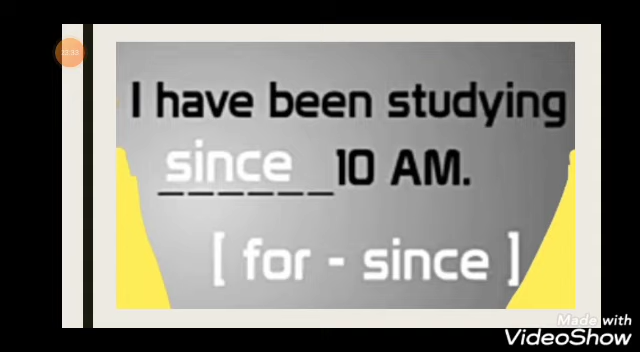 I have been studying
since 10 AM.
[ for - since ]
Made with
VideoShow